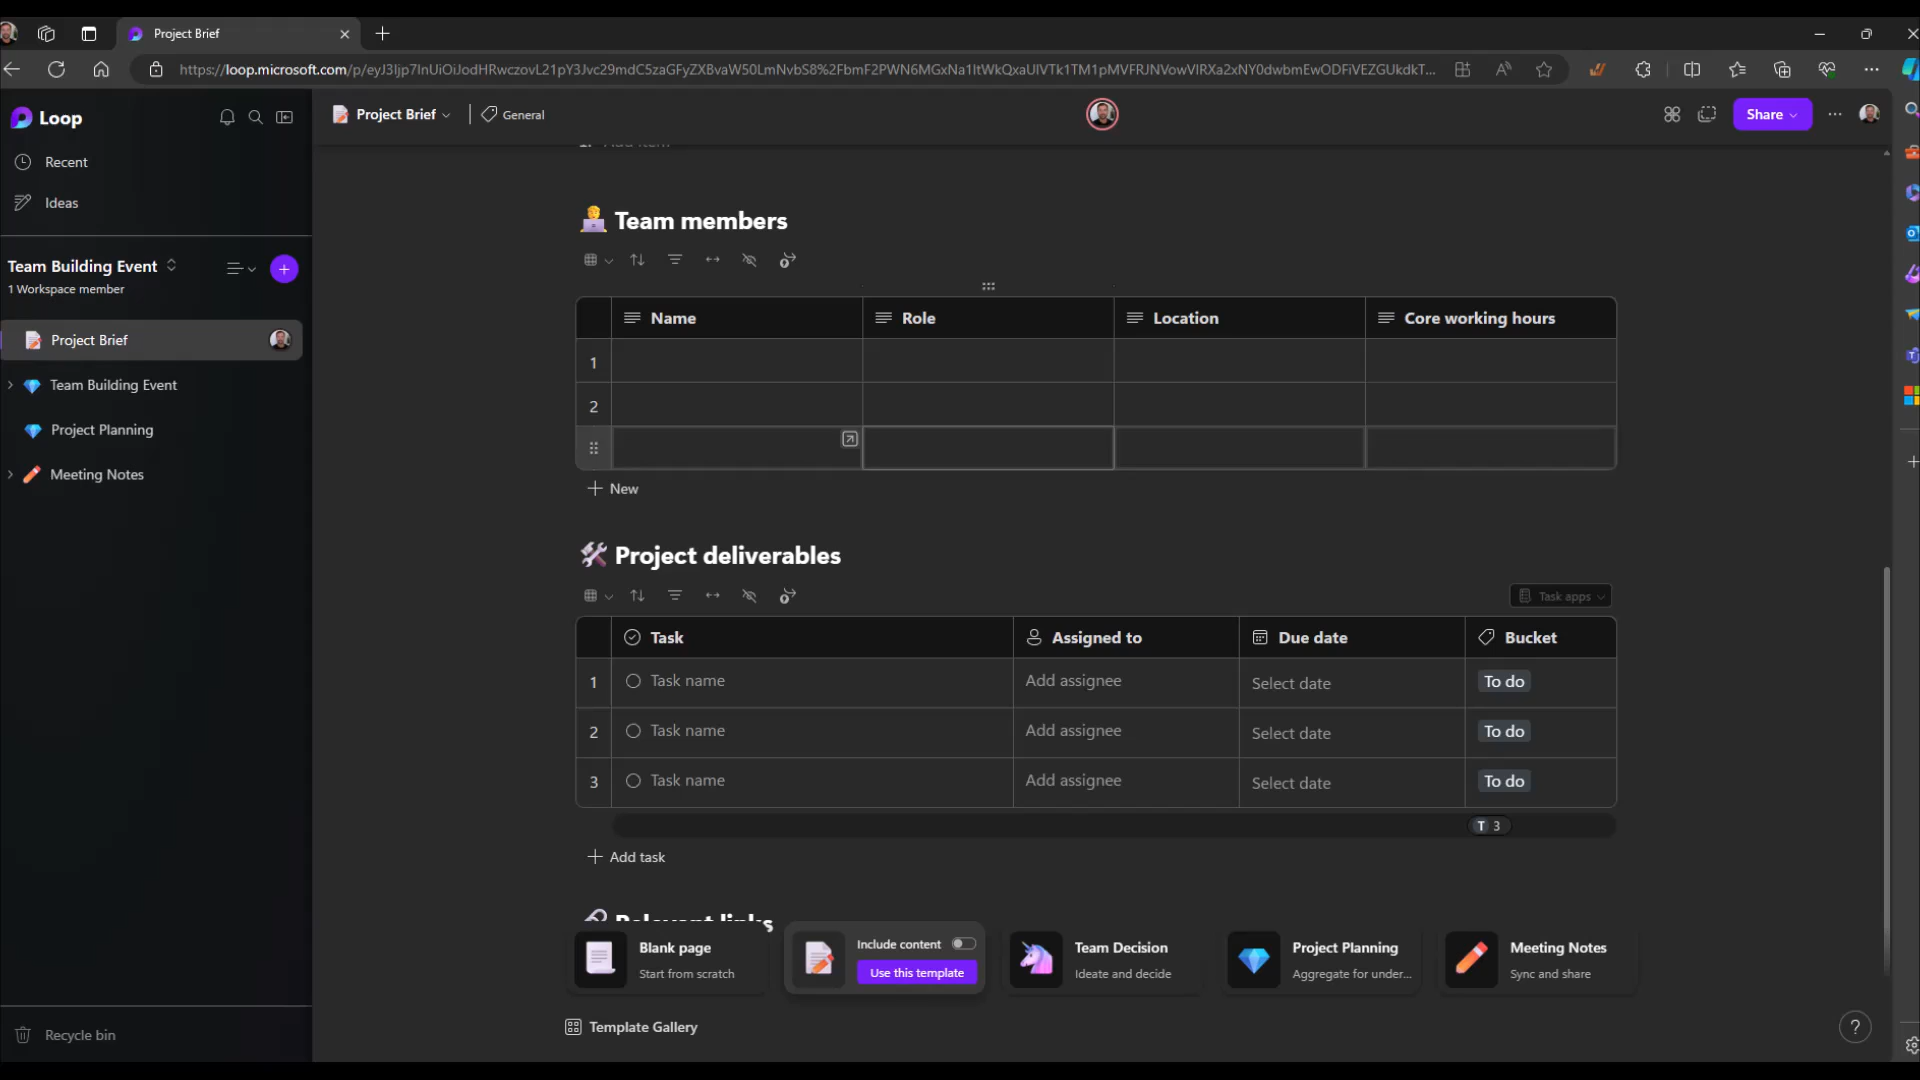 Project Brief
https://loop.microsoft.com/p/
Loop
Recent
Ideas
Team Building Event
1 Workspace member
Project Brief
Team Building Event
Project Planning
Meeting Notes
Recycle bin
Project Brief
General
Share
Team members
Name Role Location Core working hours
1
2
New
Project deliverables
Task apps
Task Assigned to Due date Bucket
1 Task name Add assignee Select date To do
2 Task name Add assignee Select date To do
3 Task name Add assignee Select date To do
T 3
Add task
Relevant links
Blank page
Start from scratch
Include content
Use this template
Team Decision
Ideate and decide
Project Planning
Aggregate for under...
Meeting Notes
Sync and share
Template Gallery
?